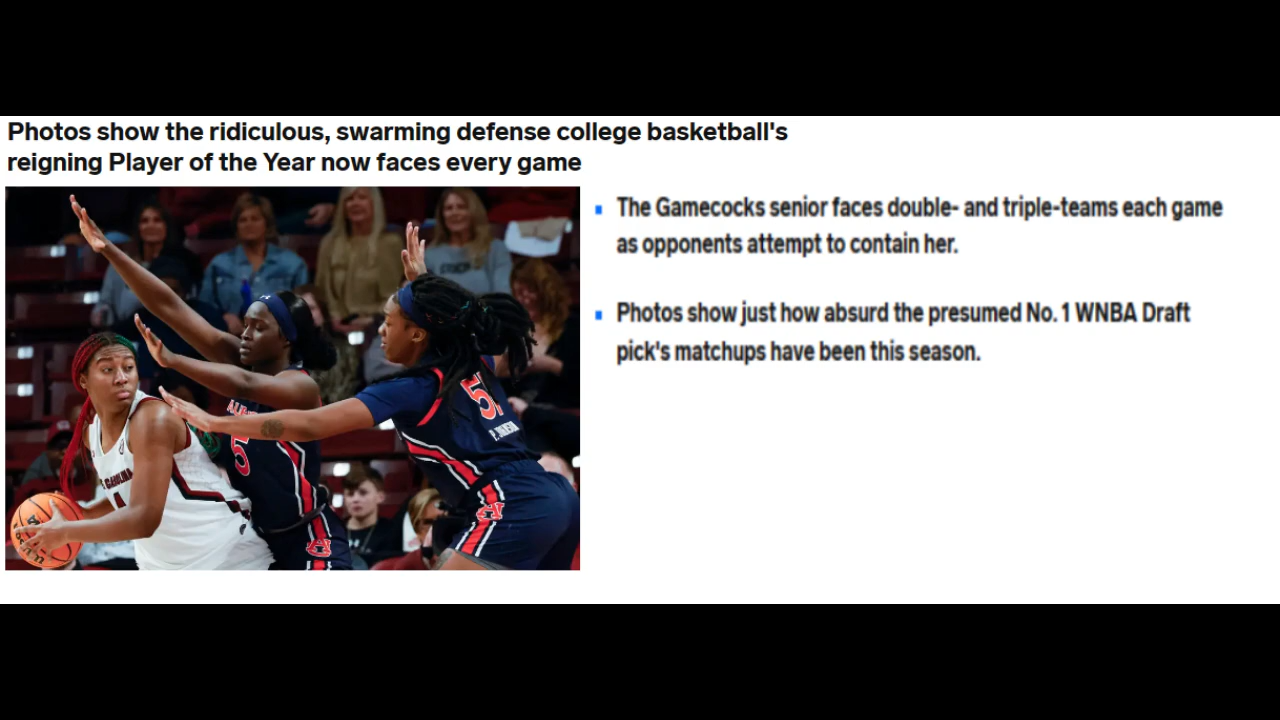 Photos show the ridiculous, swarming defense college basketball's
reigning Player of the Year now faces every game
The Gamecocks senior faces double- and triple-teams each game
as opponents attempt to contain her.
Photos show just how absurd the presumed No. 1 WNBA Draft
pick's matchups have been this season.
5